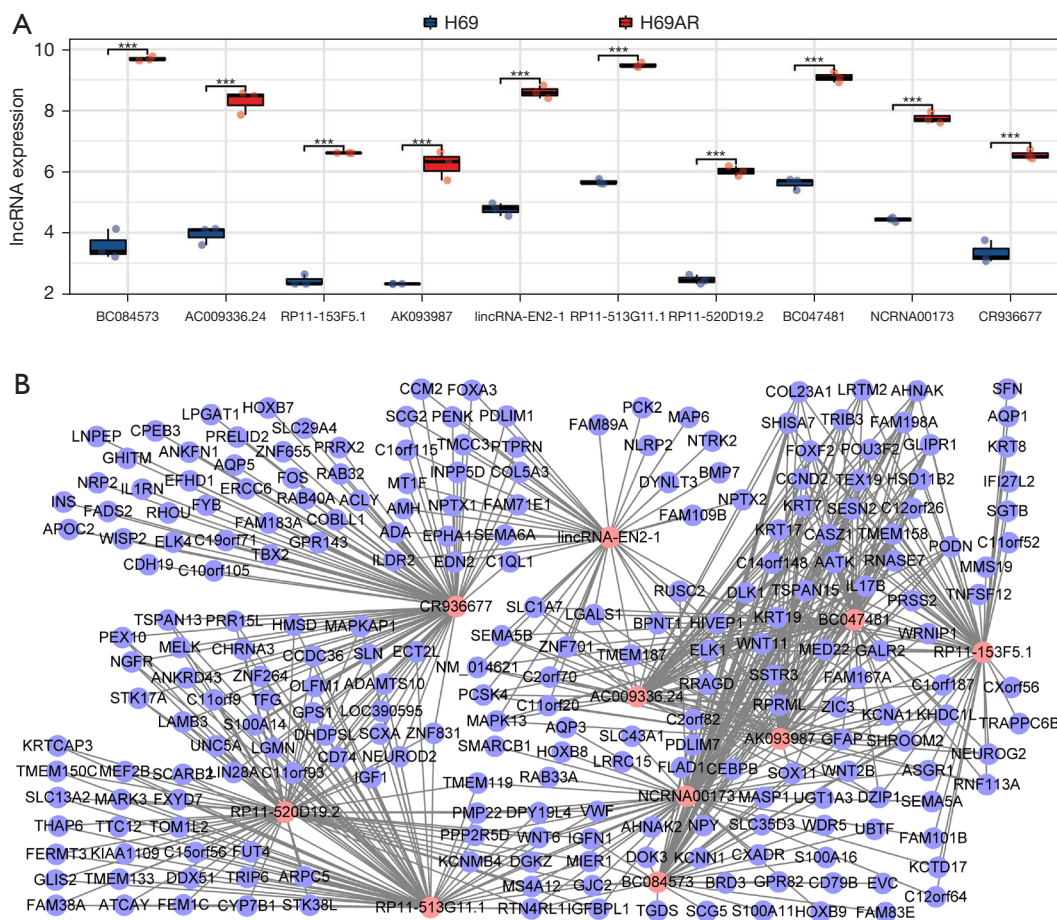 A
H69
H69AR
lncRNA expression
10
8
6
4
2
***
***
***
***
***
***
***
***
***
***
BC084573
AC009336.24
RP11-153F5.1
AK093987
lincRNA-EN2-1
RP11-513G11.1
RP11-520D19.2
BC047481
NCRNA00173
CR936677
B
CCM2
FOXA3
HOXB7
LPGAT1
SCG2
PENK
PDLIM1
SLC29A4
CPEB3
LNPEP
PRELID2
ANKFN1
ZNF655
PRRX2
C1orf115
TMCC3
PTPRN
GHITM
AQP5
RAB32
FOS
INPP5D
COL5A3
NRP2
EFHD1
ERCC6
MT1F
IL1RN
RAB40A
ACLY
AMH
NPTX1
FAM71E1
INS
FADS2
RHOU
FYB
FAM183A
COBLL1
ADA
EPHA1
SEMA6A
APOC2
WISP2
ELK4
C19orf71
GPR143
TBX2
ILDR2
EDN2
C1QL1
CDH19
C10orf105
PCK2
MAP6
FAM89A
NLRP2
NTRK2
BMP7
DYNLT3
NPTX2
FAM109B
lincRNA-EN2-1
COL23A1
LRTM2
AHNAK
SHISA7
TRIB3
FAM198A
FOXF2
POU3F2
GLIPR1
CCND2
TEX19
HSD11B2
KRT7
SESN2
C12orf26
KRT17
CASZ1
TMEM158
C14orf148
AATK
RNASE7
PODN
DLK1
TSPAN15
IL17B
PRSS2
SFN
AQP1
KRT8
IFI27L2
SGTB
C11orf52
MMS19
TNFSF12
CR936677
RUSC2
SLC1A7
LGALS1
BPNT1
HIVEP1
KRT19
BC047481
WRNIP1
SEMA5B
ZNF701
TMEM187
ELK1
WNT11
MED22
GALR2
RP11-153F5.1
NM_014621
C2orf70
RRAGD
SSTR3
FAM167A
C1orf187
CXorf56
PCSK4
C11orf20
AC009336.24
RPRML
ZIC3
KCNA1
KHDC1L
TRAPPC6B
MAPK13
AQP3
C2orf82
SLC43A1
AK093987
GFAP
SHROOM2
NEUROG2
SMARCB1
HOXB8
PDLIM7
LRRC15
FLAD1
CEBPB
SOX11
WNT2B
ASGR1
RNF113A
TMEM119
RAB33A
NCRNA00173
MASP1
UGT1A3
DZIP1
SEMA5A
TSPAN13
PRR15L
HMSD
MAPKAP1
PEX10
MELK
CHRNA3
CCDC36
SLN
ECT2L
NGFR
ANKRD43
ZNF264
OLFM1
ADAMTS10
STK17A
C11orf9
TFG
GPS1
LOC390595
LAMB3
S100A14
DHDPSL
SCXA
ZNF831
UNC5A
LGMN
CD74
NEUROD2
KRTCAP3
LIN28A
C11orf93
IGF1
TMEM150C
MEF2B
SCARB2
SLC13A2
MARK3
FXYD7
RP11-520D19.2
THAP6
TTC12
TOM1L2
FERMT3
KIAA1109
C15orf56
FUT4
GLIS2
TMEM133
DDX51
TRIP6
ARPC5
FAM38A
ATCAY
FEM1C
CYP7B1
STK38L
RP11-513G11.1
PMP22
DPY19L4
VWF
PPP2R5D
WNT6
IGFN1
KCNMB4
DGKZ
MIER1
MS4A12
GJC2
RTN4RL1
IGFBPL1
AHNAK2
NPY
SLC35D3
WDR5
UBTF
FAM101B
DOK3
KCNN1
CXADR
S100A16
KCTD17
BC084573
BRD3
GPR82
CD79B
EVC
C12orf64
TGDS
SCG5
S100A11
HOXB9
FAM83E